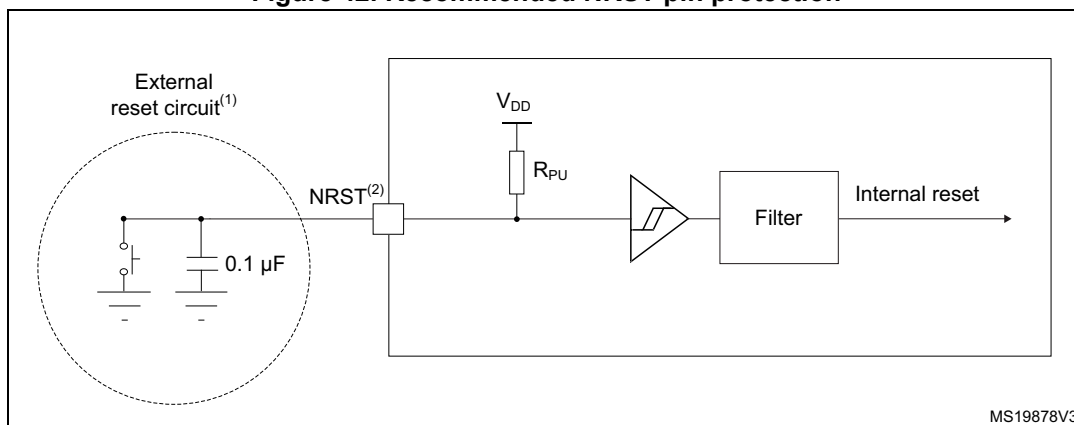 External
reset circuit(1)
VDD
RPU
NRST(2)
0.1 µF
Filter
Internal reset
MS19878V3